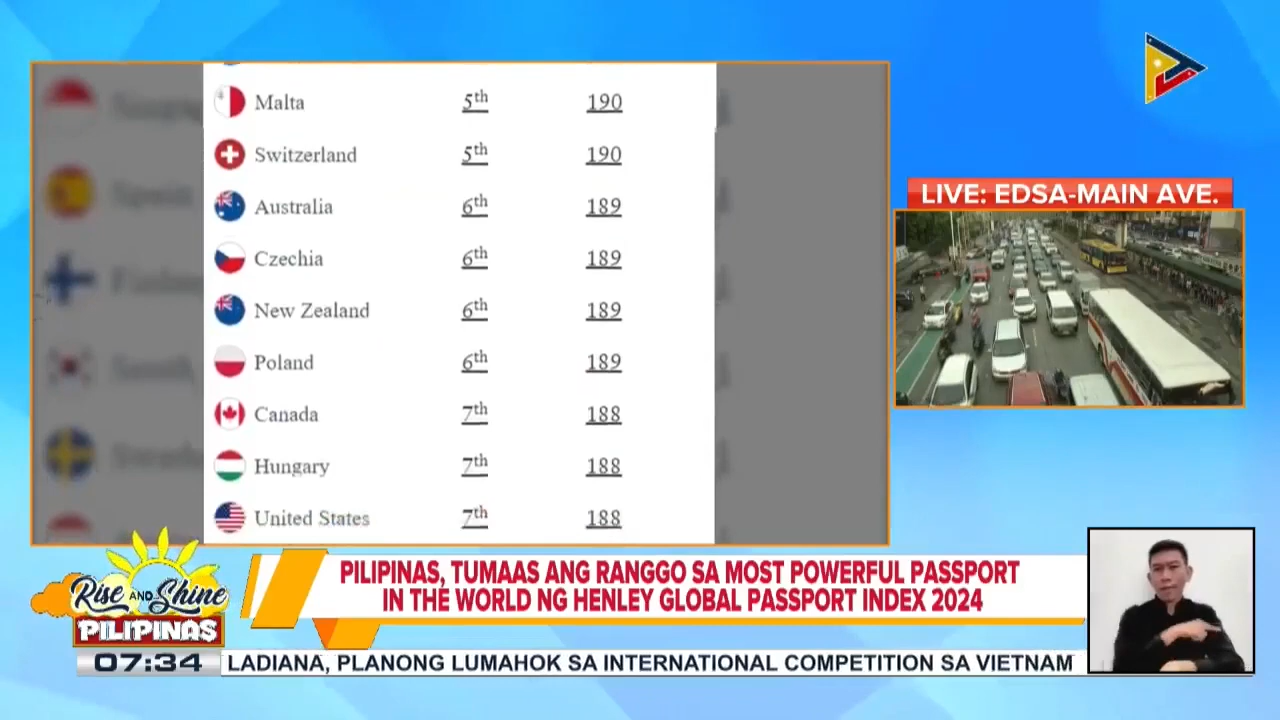 Malta 5th 190
Switzerland 5th 190
Australia 6th 189
Czechia 6th 189
New Zealand 6th 189
Poland 6th 189
Canada 7th 188
Hungary 7th 188
United States 7th 188
LIVE: EDSA-MAIN AVE.
PILIPINAS, TUMAAS ANG RANGGO SA MOST POWERFUL PASSPORT
IN THE WORLD NG HENLEY GLOBAL PASSPORT INDEX 2024
Rise AND Shine
PILIPINAS
07:34 LADIANA, PLANONG LUMAHOK SA INTERNATIONAL COMPETITION SA VIETNAM